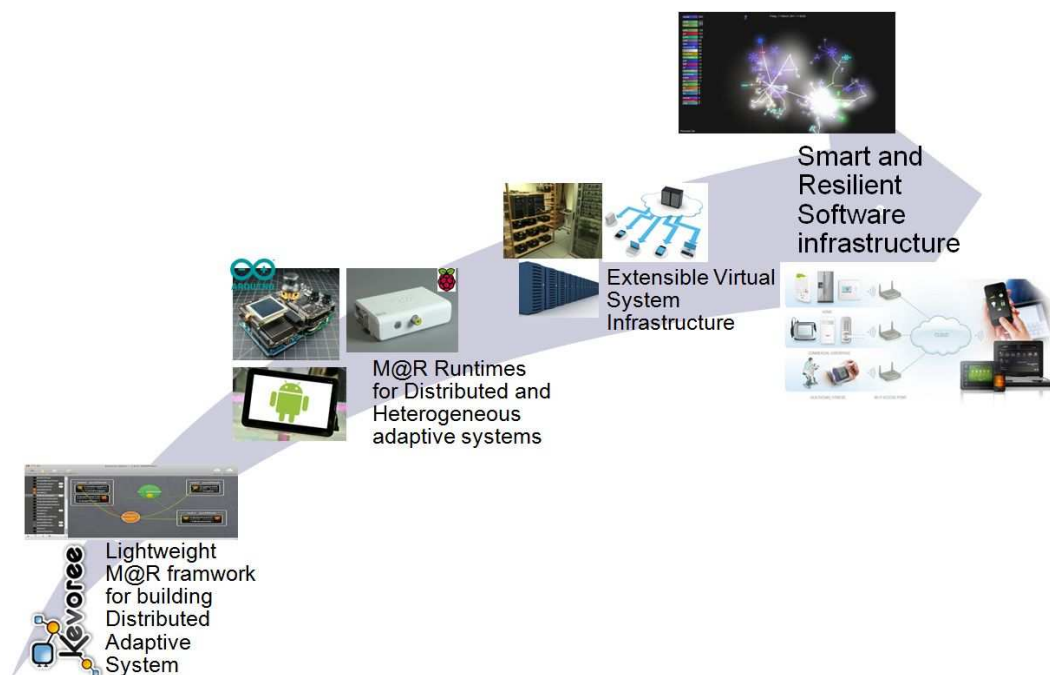 Smart and
Resilient
Software
infrastructure
Extensible Virtual
System
Infrastructure
ARDUINO
M@R Runtimes
for Distributed and
Heterogeneous
adaptive systems
Kevoree
Lightweight
M@R framwork
for building
Distributed
Adaptive
System